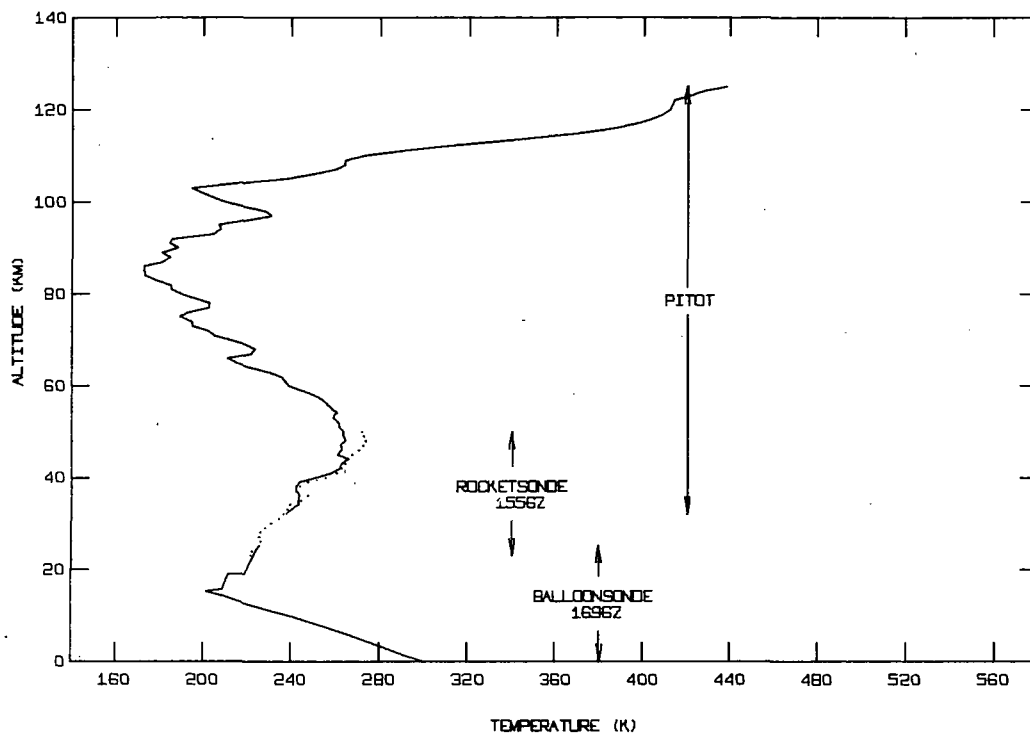 140
120
100
80
60
40
20
0
ALTITUDE (KM)
PITOT
ROCKETSONDE
1556Z
BALLOONSONDE
1696Z
160 200 240 280 320 360 400 440 480 520 560
TEMPERATURE (K)